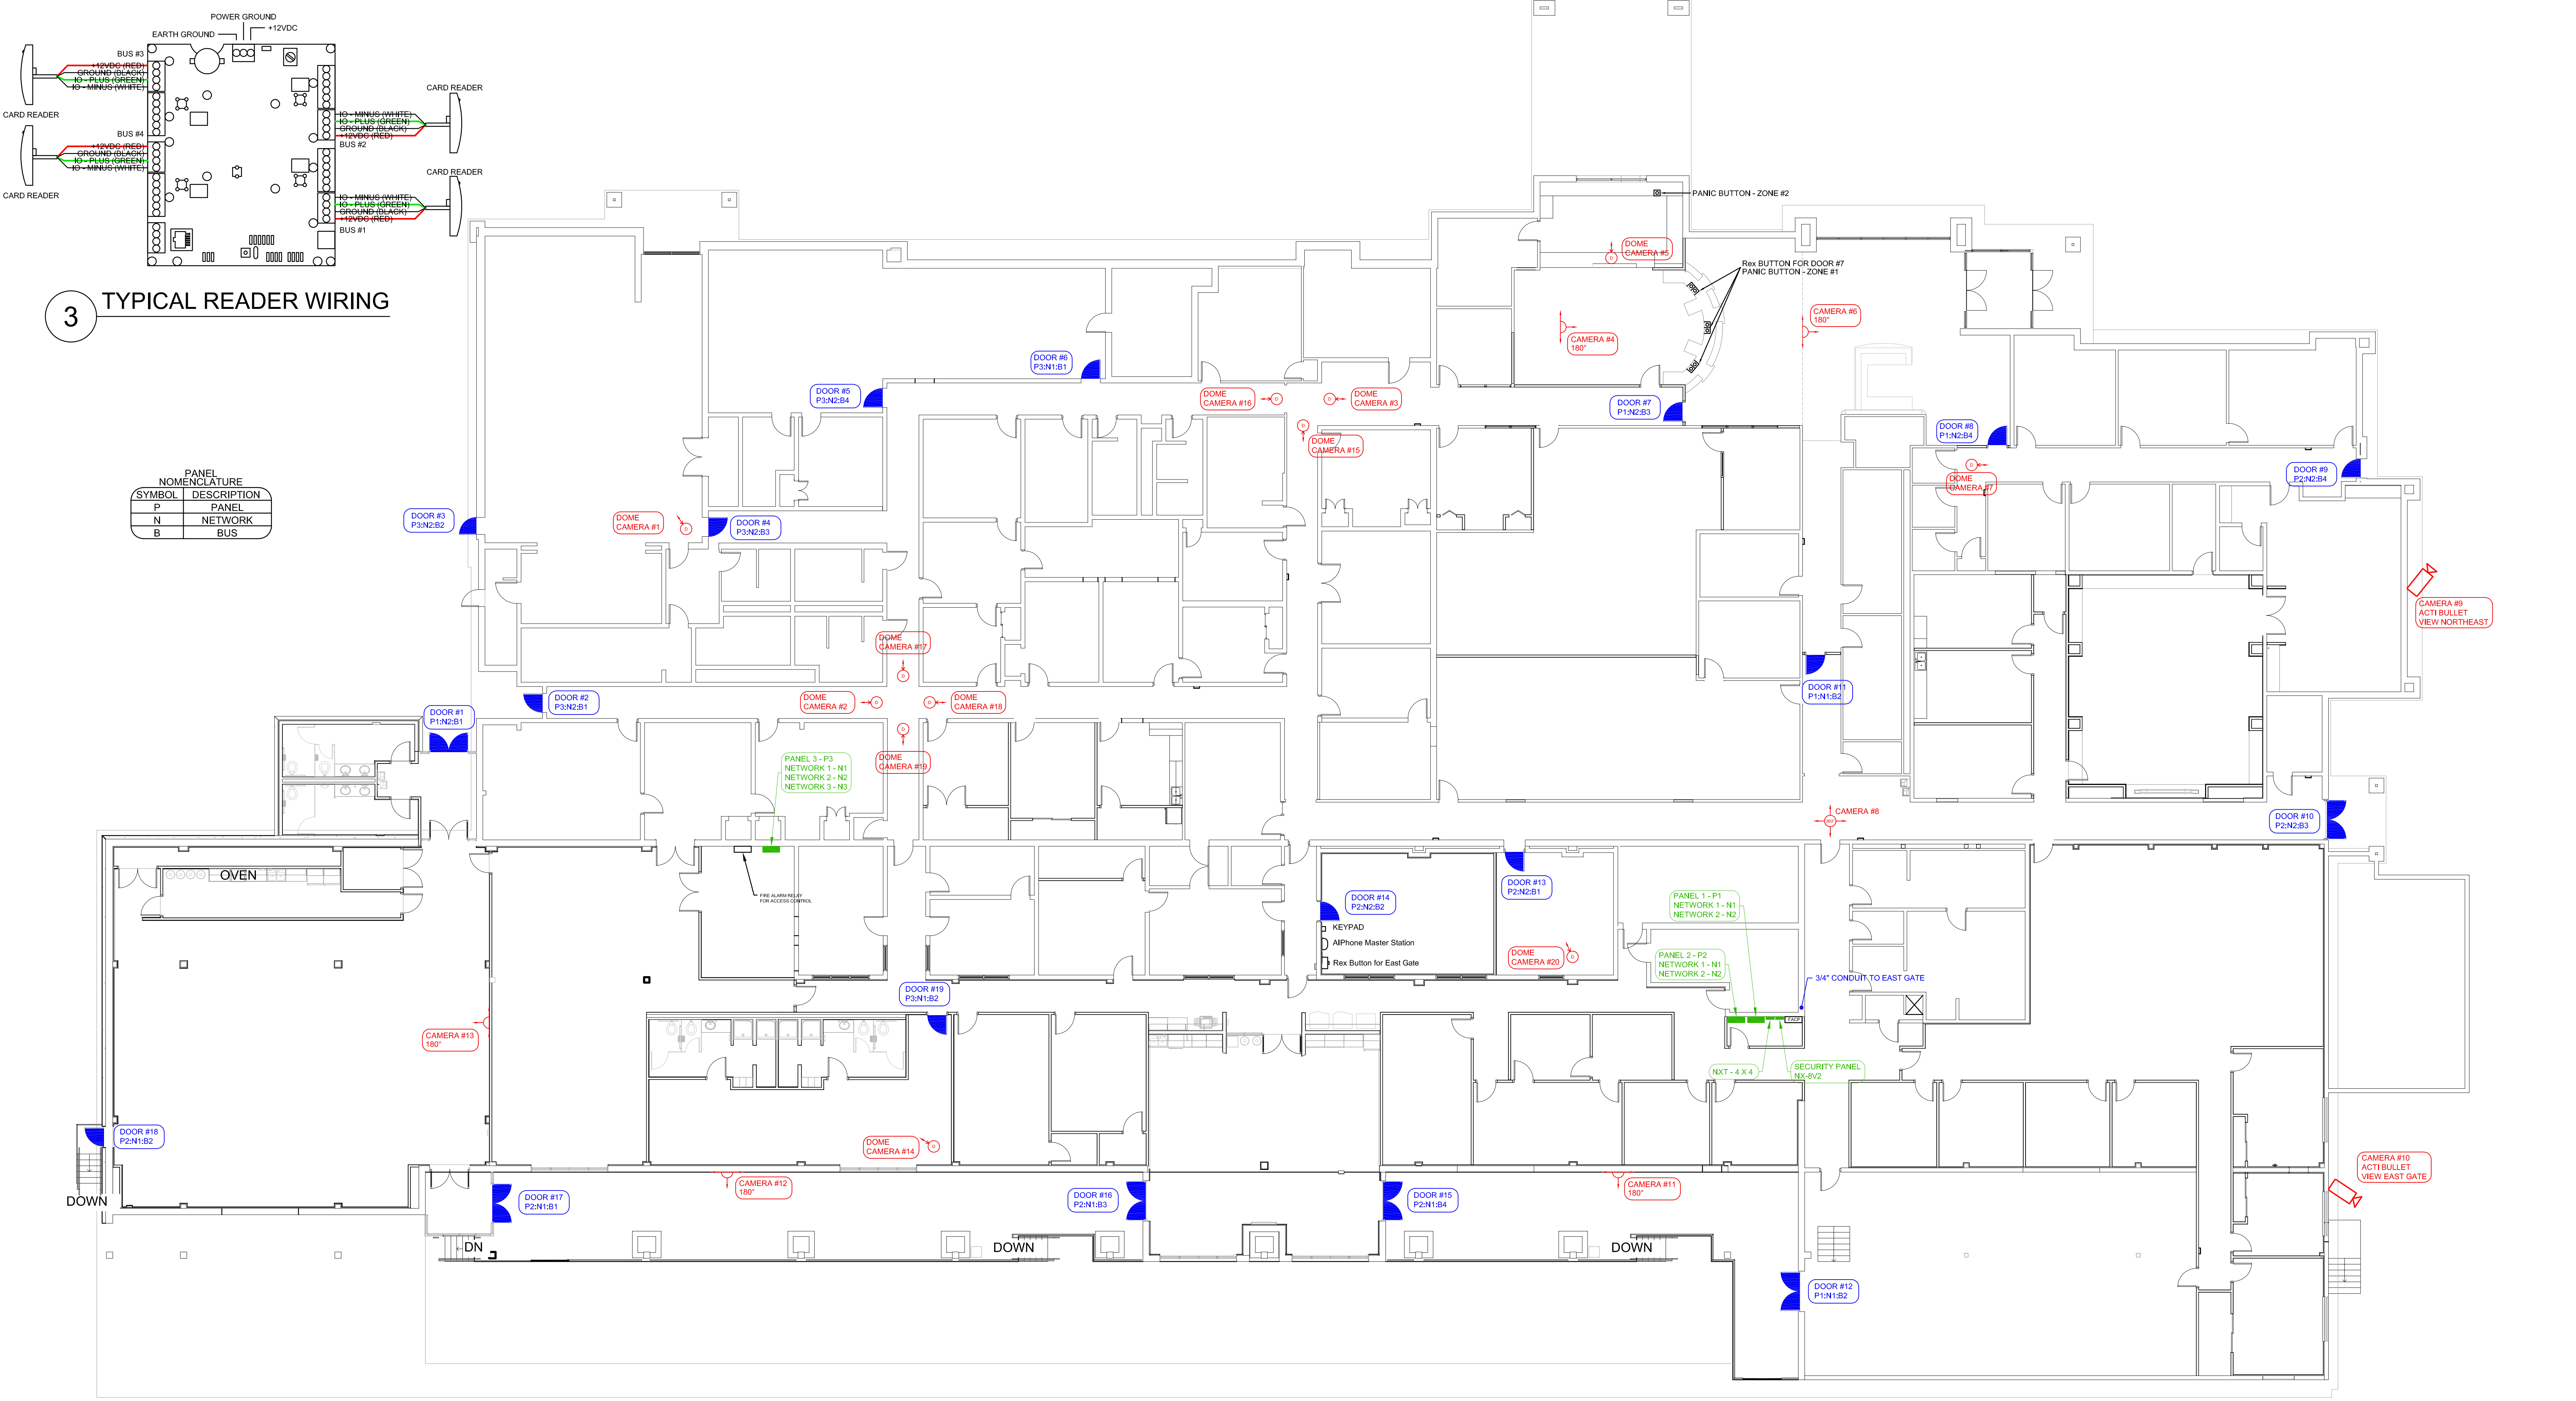 POWER GROUND
EARTH GROUND
+12VDC
BUS #3
+12VDC (RED)
GROUND (BLACK)
IO - PLUS (GREEN)
IO - MINUS (WHITE)
CARD READER
BUS #4
+12VDC (RED)
GROUND (BLACK)
IO - PLUS (GREEN)
IO - MINUS (WHITE)
CARD READER
CARD READER
IO - MINUS (WHITE)
IO - PLUS (GREEN)
GROUND (BLACK)
+12VDC (RED)
BUS #2
CARD READER
IO - MINUS (WHITE)
IO - PLUS (GREEN)
GROUND (BLACK)
+12VDC (RED)
BUS #1
3
TYPICAL READER WIRING
PANEL
NOMENCLATURE
SYMBOL DESCRIPTION
P PANEL
N NETWORK
B BUS
PANIC BUTTON - ZONE #2
DOME
CAMERA #5
D
Rex BUTTON FOR DOOR #7
PANIC BUTTON - ZONE #1
CAMERA #6
180°
CAMERA #4
180°
DOOR #6
P3:N1:B1
DOOR #5
P3:N2:B4
DOME
CAMERA #16
D
D
DOME
CAMERA #3
DOOR #7
P1:N2:B3
D
DOME
CAMERA #15
DOOR #8
P1:N2:B4
D
DOME
CAMERA #7
DOOR #9
P2:N2:B4
DOOR #3
P3:N2:B2
DOME
CAMERA #1
D
DOOR #4
P3:N2:B3
CAMERA #9
ACTI BULLET
VIEW NORTHEAST
DOME
CAMERA #17
D
DOOR #11
P1:N1:B2
DOOR #1
P1:N2:B1
DOOR #2
P3:N2:B1
DOME
CAMERA #2
D
D
DOME
CAMERA #18
D
DOME
CAMERA #19
PANEL 3 - P3
NETWORK 1 - N1
NETWORK 2 - N2
NETWORK 3 - N3
360°
CAMERA #8
DOOR #10
P2:N2:B3
OVEN
FIRE ALARM RELAY
FOR ACCESS CONTROL
DOOR #14
P2:N2:B2
KEYPAD
AllPhone Master Station
Rex Button for East Gate
DOOR #13
P2:N2:B1
DOME
CAMERA #20
D
PANEL 1 - P1
NETWORK 1 - N1
NETWORK 2 - N2
PANEL 2 - P2
NETWORK 1 - N1
NETWORK 2 - N2
3/4" CONDUIT TO EAST GATE
FACP
NXT - 4 X 4
SECURITY PANEL
NX-8V2
DOOR #19
P3:N1:B2
CAMERA #13
180°
DOOR #18
P2:N1:B2
DOWN
DOME
CAMERA #14
D
CAMERA #12
180°
DOOR #17
P2:N1:B1
DOOR #16
P2:N1:B3
DOOR #15
P2:N1:B4
CAMERA #11
180°
CAMERA #10
ACTI BULLET
VIEW EAST GATE
DN
DOWN
DOWN
DOOR #12
P1:N1:B2